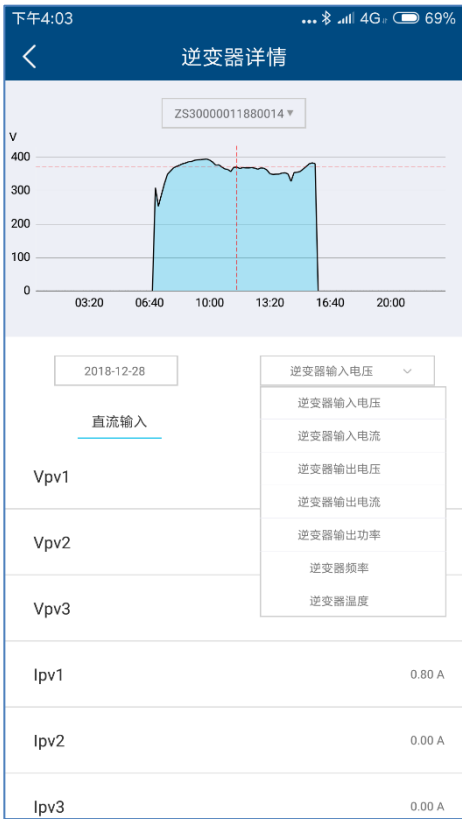 下午4:03 ... 4G 69%
逆变器详情
ZS30000011880014
V
400
300
200
100
0
03:20 06:40 10:00 13:20 16:40 20:00
2018-12-28 逆变器输入电压
逆变器输入电压
直流输入
逆变器输入电流
Vpv1
逆变器输出电压
逆变器输出电流
Vpv2
逆变器输出功率
逆变器频率
Vpv3
逆变器温度
Ipv1 0.80 A
Ipv2 0.00 A
Ipv3 0.00 A